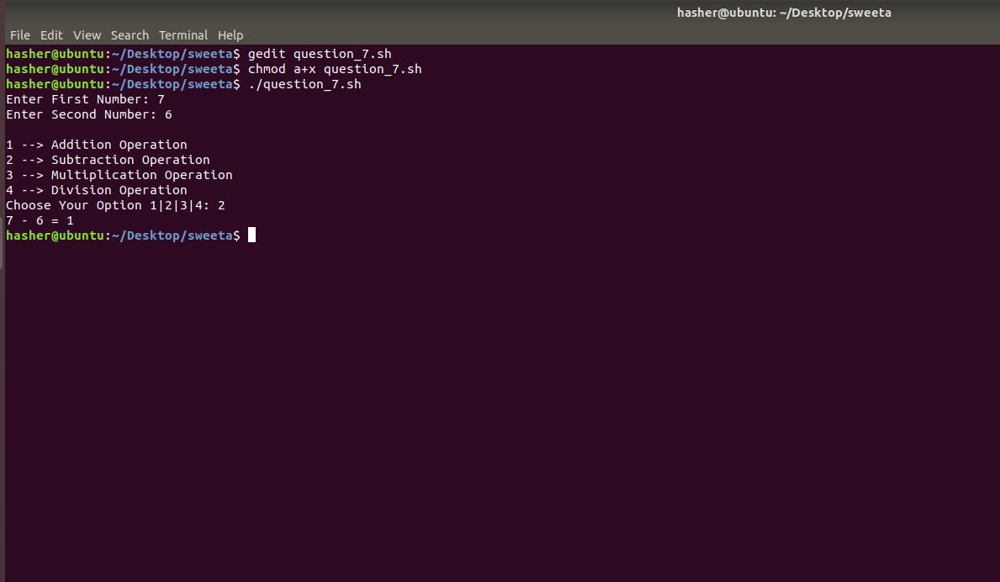 hasher@ubuntu: ~/Desktop/sweeta
File Edit View Search Terminal Help
hasher@ubuntu:~/Desktop/sweeta$ gedit question_7.sh
hasher@ubuntu:~/Desktop/sweeta$ chmod a+x question_7.sh
hasher@ubuntu:~/Desktop/sweeta$ ./question_7.sh
Enter First Number: 7
Enter Second Number: 6
1 --> Addition Operation
2 --> Subtraction Operation
3 --> Multiplication Operation
4 --> Division Operation
Choose Your Option 1|2|3|4: 2
7 - 6 = 1
hasher@ubuntu:~/Desktop/sweeta$